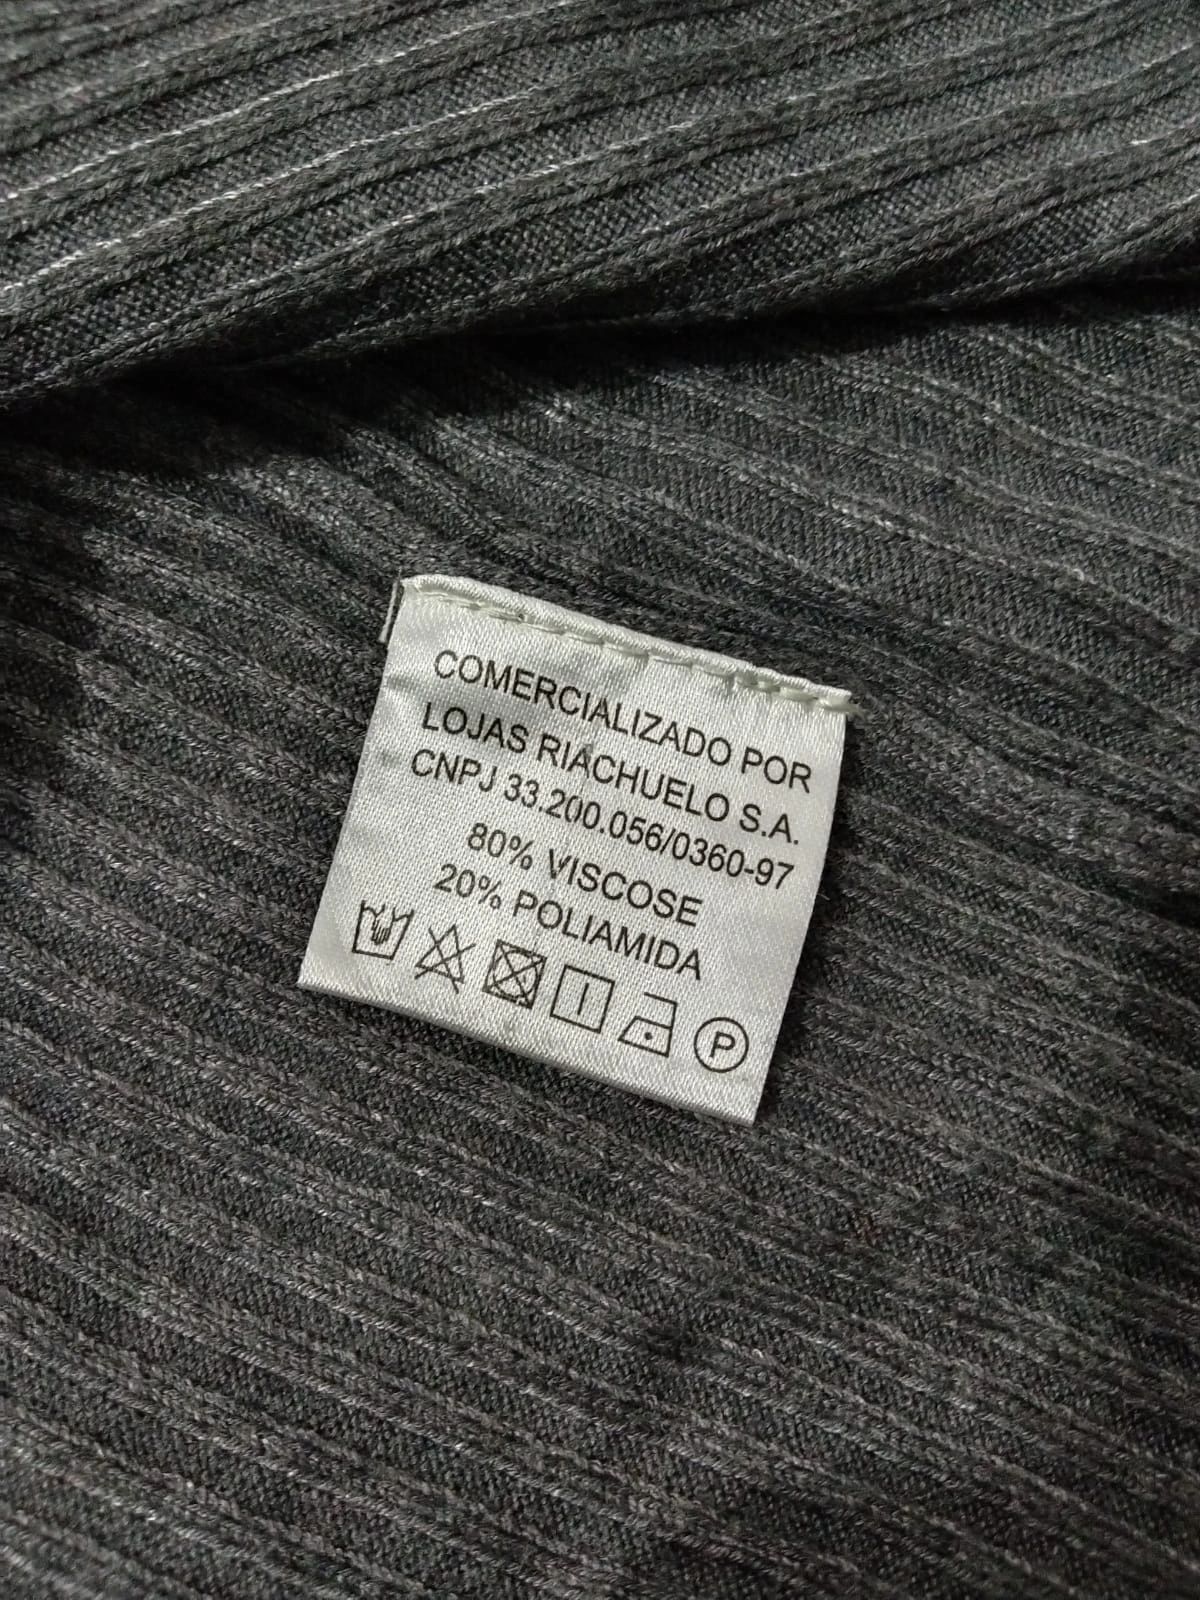 COMERCIALIZADO POR
LOJAS RIACHUELO S.A.
CNPJ 33.200.056/0360-97
80% VISCOSE
20% POLIAMIDA
P